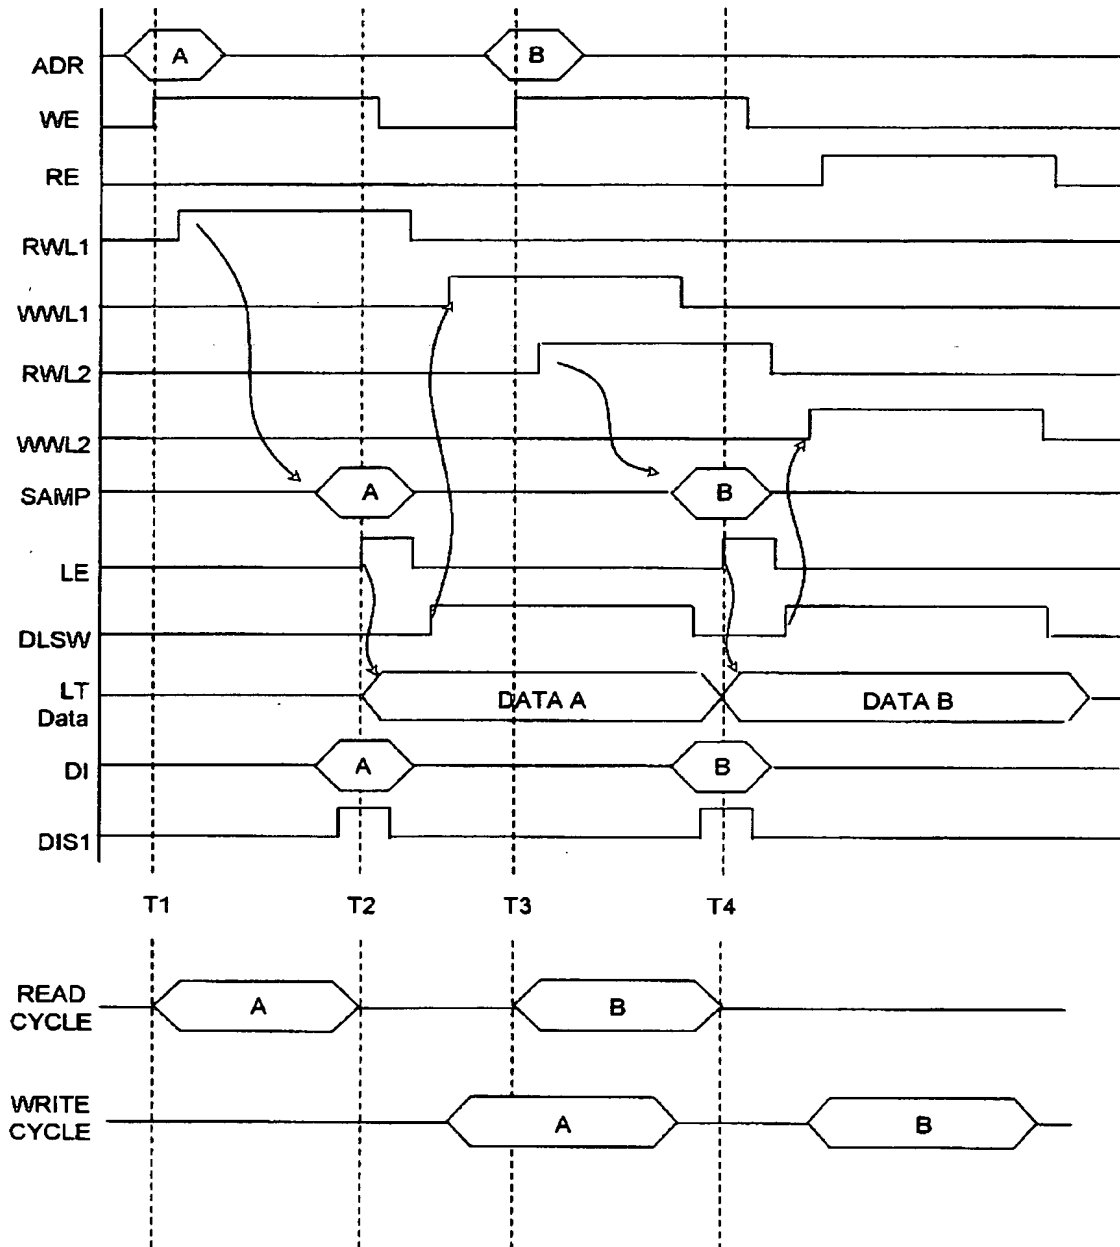 ADR A B
WE
RE
RWL1
WWL1
RWL2
WWL2
SAMP A B
LE
DLSW
LT
Data DATA A DATA B
DI A B
DIS1
T1 T2 T3 T4
READ
CYCLE A B
WRITE
CYCLE A B